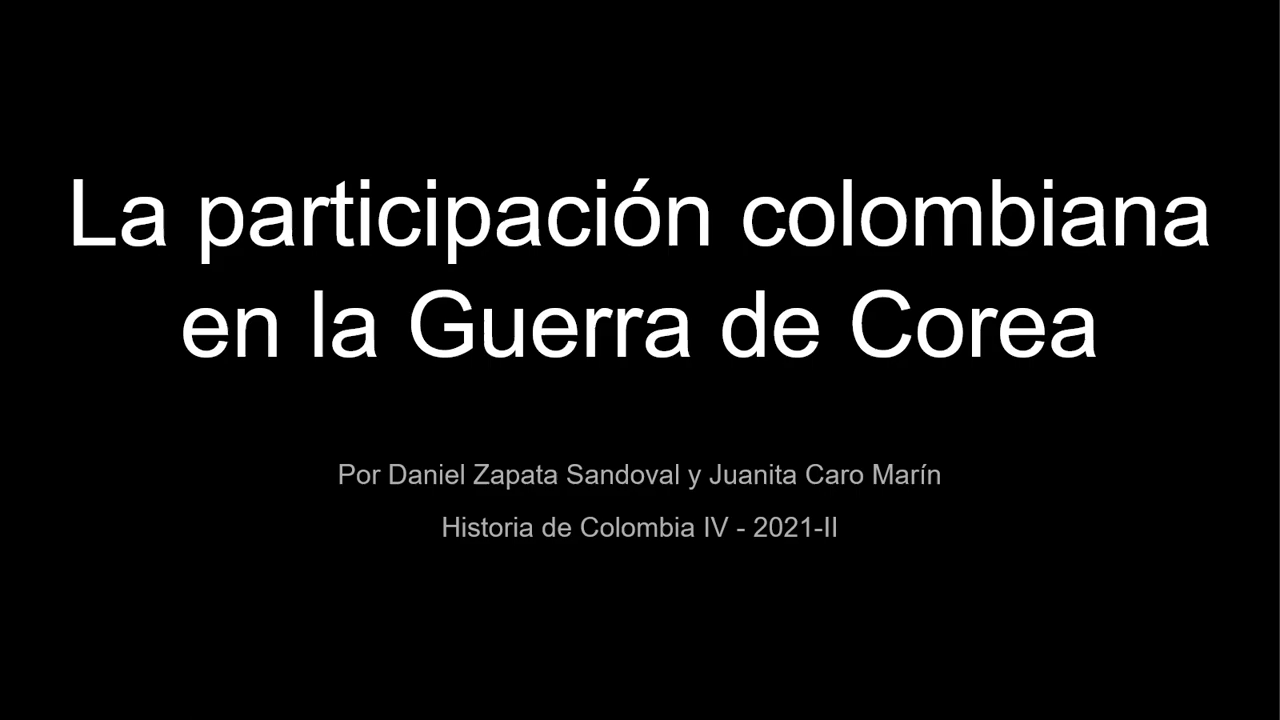 La participación colombiana
en la Guerra de Corea
Por Daniel Zapata Sandoval y Juanita Caro Marín
Historia de Colombia IV - 2021-II